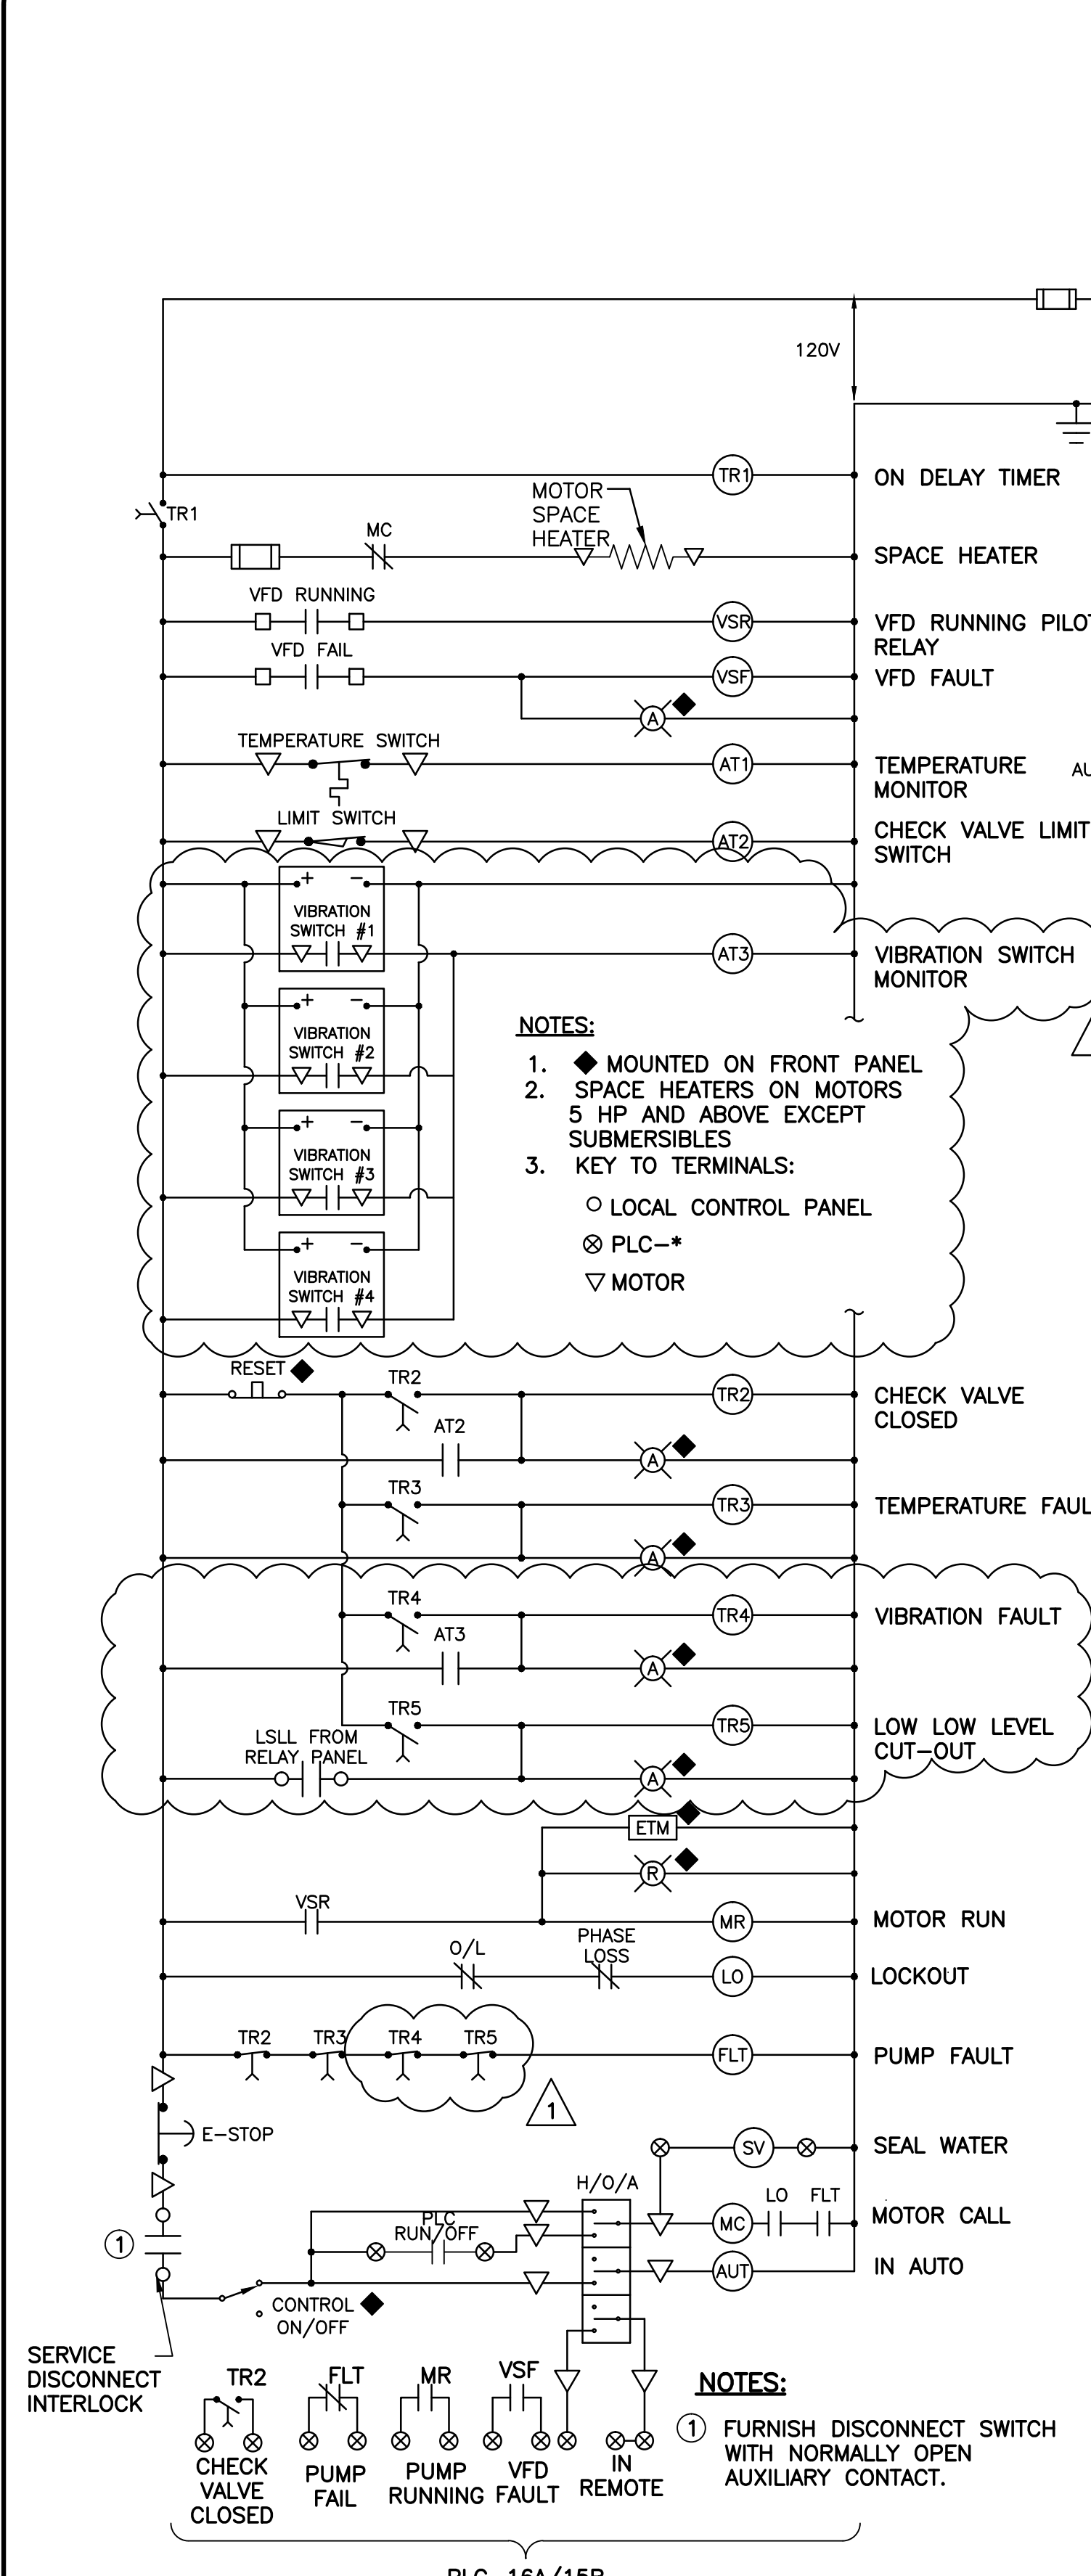 120V
TR1
ON DELAY TIMER
MOTOR
SPACE
HEATER
TR1
MC
SPACE HEATER
VFD RUNNING
VSR
VFD RUNNING PILOT
RELAY
VFD FAIL
VSF
VFD FAULT
A
TEMPERATURE SWITCH
AT1
TEMPERATURE
MONITOR
AU
LIMIT SWITCH
AT2
CHECK VALVE LIMIT
SWITCH
+ −
VIBRATION
SWITCH #1
AT3
VIBRATION SWITCH
MONITOR
+ −
VIBRATION
SWITCH #2
+ −
VIBRATION
SWITCH #3
+ −
VIBRATION
SWITCH #4
NOTES:
1. ◆ MOUNTED ON FRONT PANEL
2. SPACE HEATERS ON MOTORS
5 HP AND ABOVE EXCEPT
SUBMERSIBLES
3. KEY TO TERMINALS:
LOCAL CONTROL PANEL
PLC-*
MOTOR
RESET
TR2
TR2
CHECK VALVE
CLOSED
AT2
A
TR3
TR3
TEMPERATURE FAUL
A
TR4
TR4
VIBRATION FAULT
AT3
A
TR5
TR5
LOW LOW LEVEL
CUT-OUT
LSLL FROM
RELAY PANEL
A
ETM
R
VSR
MR
MOTOR RUN
O/L
PHASE
LOSS
LO
LOCKOUT
TR2 TR3 TR4 TR5
FLT
PUMP FAULT
1
E-STOP
SV
SEAL WATER
H/O/A
MC
LO
FLT
MOTOR CALL
PLC
RUN/OFF
1
AUT
IN AUTO
CONTROL
ON/OFF
SERVICE
DISCONNECT
INTERLOCK
TR2
FLT
MR
VSF
CHECK
VALVE
CLOSED
PUMP
FAIL
PUMP
RUNNING
VFD
FAULT
IN
REMOTE
NOTES:
1 FURNISH DISCONNECT SWITCH
WITH NORMALLY OPEN
AUXILIARY CONTACT.